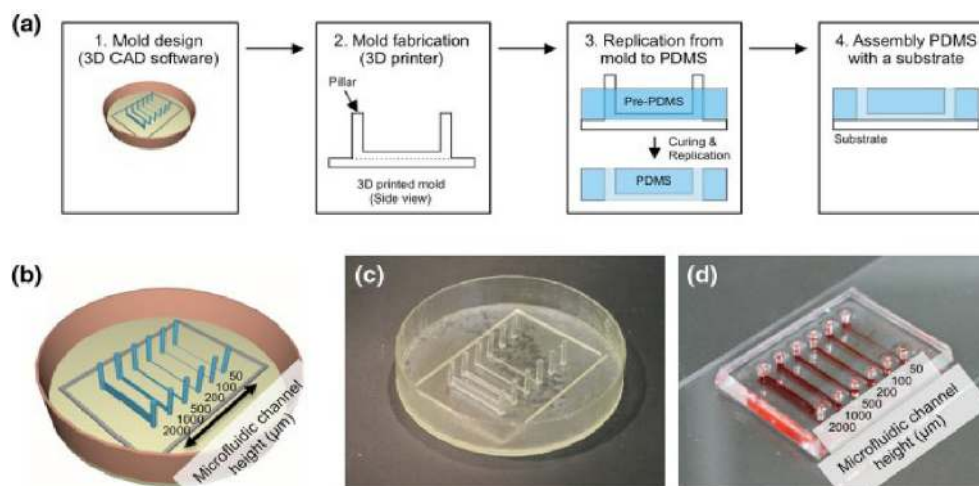 (a)
1. Mold design
(3D CAD software)
2. Mold fabrication
(3D printer)
Pillar
3D printed mold
(Side view)
3. Replication from
mold to PDMS
Pre-PDMS
Curing &
Replication
PDMS
4. Assembly PDMS
with a substrate
Substrate
(b)
50
100
200
500
1000
2000
Microfluidic channel
height (μm)
(c)
(d)
50
100
200
500
1000
2000
Microfluidic channel
height (μm)